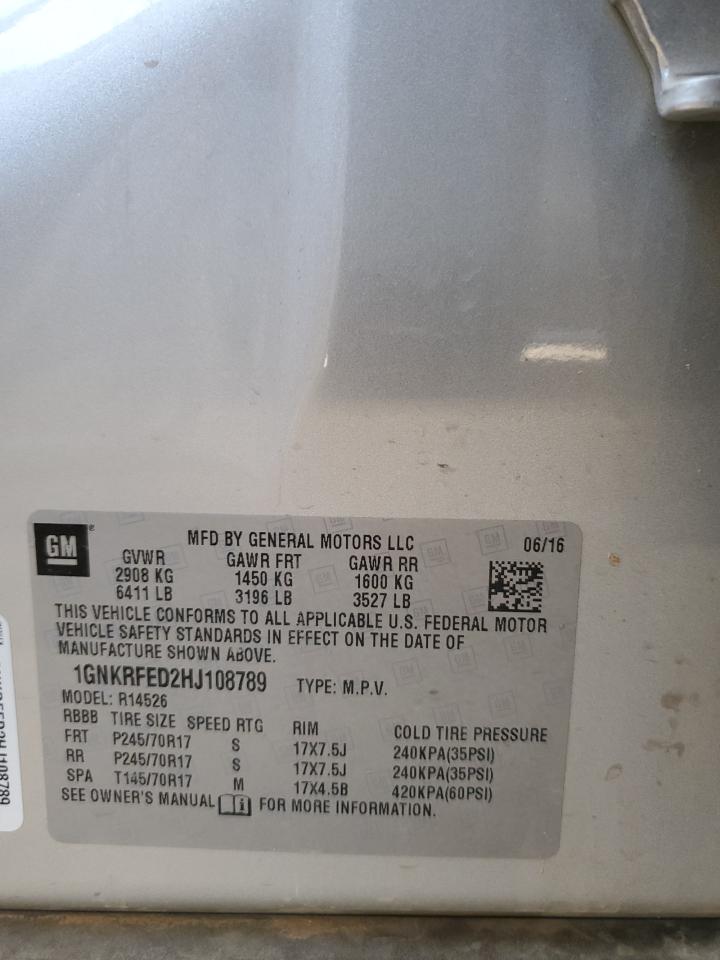 GM
MFD BY GENERAL MOTORS LLC 06/16
GVWR GAWR FRT GAWR RR
2908 KG 1450 KG 1600 KG
6411 LB 3196 LB 3527 LB
THIS VEHICLE CONFORMS TO ALL APPLICABLE U.S. FEDERAL MOTOR
VEHICLE SAFETY STANDARDS IN EFFECT ON THE DATE OF
MANUFACTURE SHOWN ABOVE.
1GNKRFED2HJ108789 TYPE: M.P.V.
MODEL: R14526
RBBB TIRE SIZE SPEED RTG RIM COLD TIRE PRESSURE
FRT P245/70R17 S 17X7.5J 240KPA(35PSI)
RR P245/70R17 S 17X7.5J 240KPA(35PSI)
SPA T145/70R17 M 17X4.5B 420KPA(60PSI)
SEE OWNER'S MANUAL FOR MORE INFORMATION.